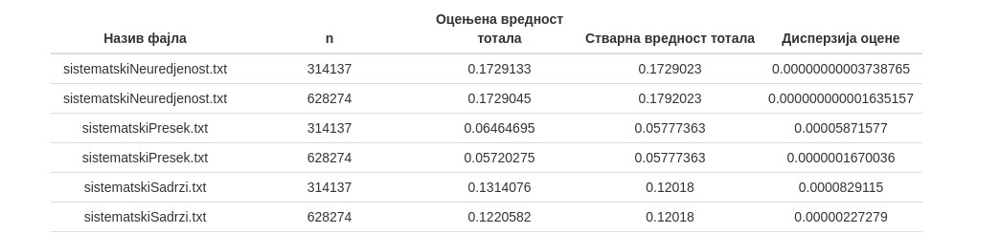 Оцењена вредност
Назив фајла n тотала Стварна вредност тотала Дисперзија оцене
sistematskiNeuredjenost.txt 314137 0.1729133 0.1729023 0.00000000003738765
sistematskiNeuredjenost.txt 628274 0.1729045 0.1792023 0.000000000001635157
sistematskiPresek.txt 314137 0.06464695 0.05777363 0.00005871577
sistematskiPresek.txt 628274 0.05720275 0.05777363 0.0000001670036
sistematskiSadrzi.txt 314137 0.1314076 0.12018 0.0000829115
sistematskiSadrzi.txt 628274 0.1220582 0.12018 0.00000227279